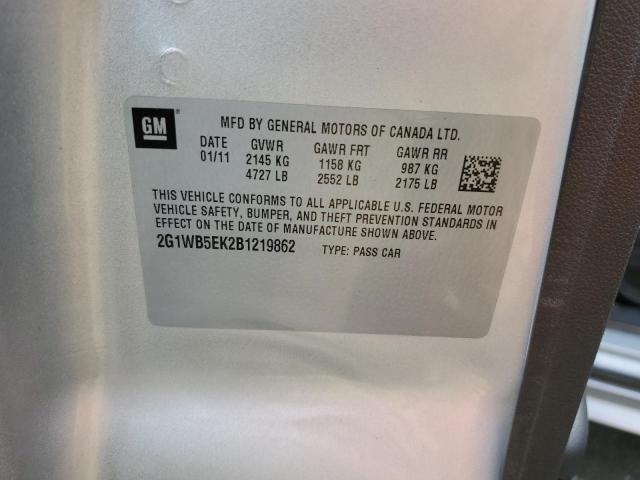 GM
MFD BY GENERAL MOTORS OF CANADA LTD.
DATE GVWR GAWR FRT GAWR RR
01/11 2145 KG 1158 KG 987 KG
4727 LB 2552 LB 2175 LB
THIS VEHICLE CONFORMS TO ALL APPLICABLE U.S. FEDERAL MOTOR
VEHICLE SAFETY, BUMPER, AND THEFT PREVENTION STANDARDS IN
EFFECT ON THE DATE OF MANUFACTURE SHOWN ABOVE.
2G1WB5EK2B1219862 TYPE: PASS CAR